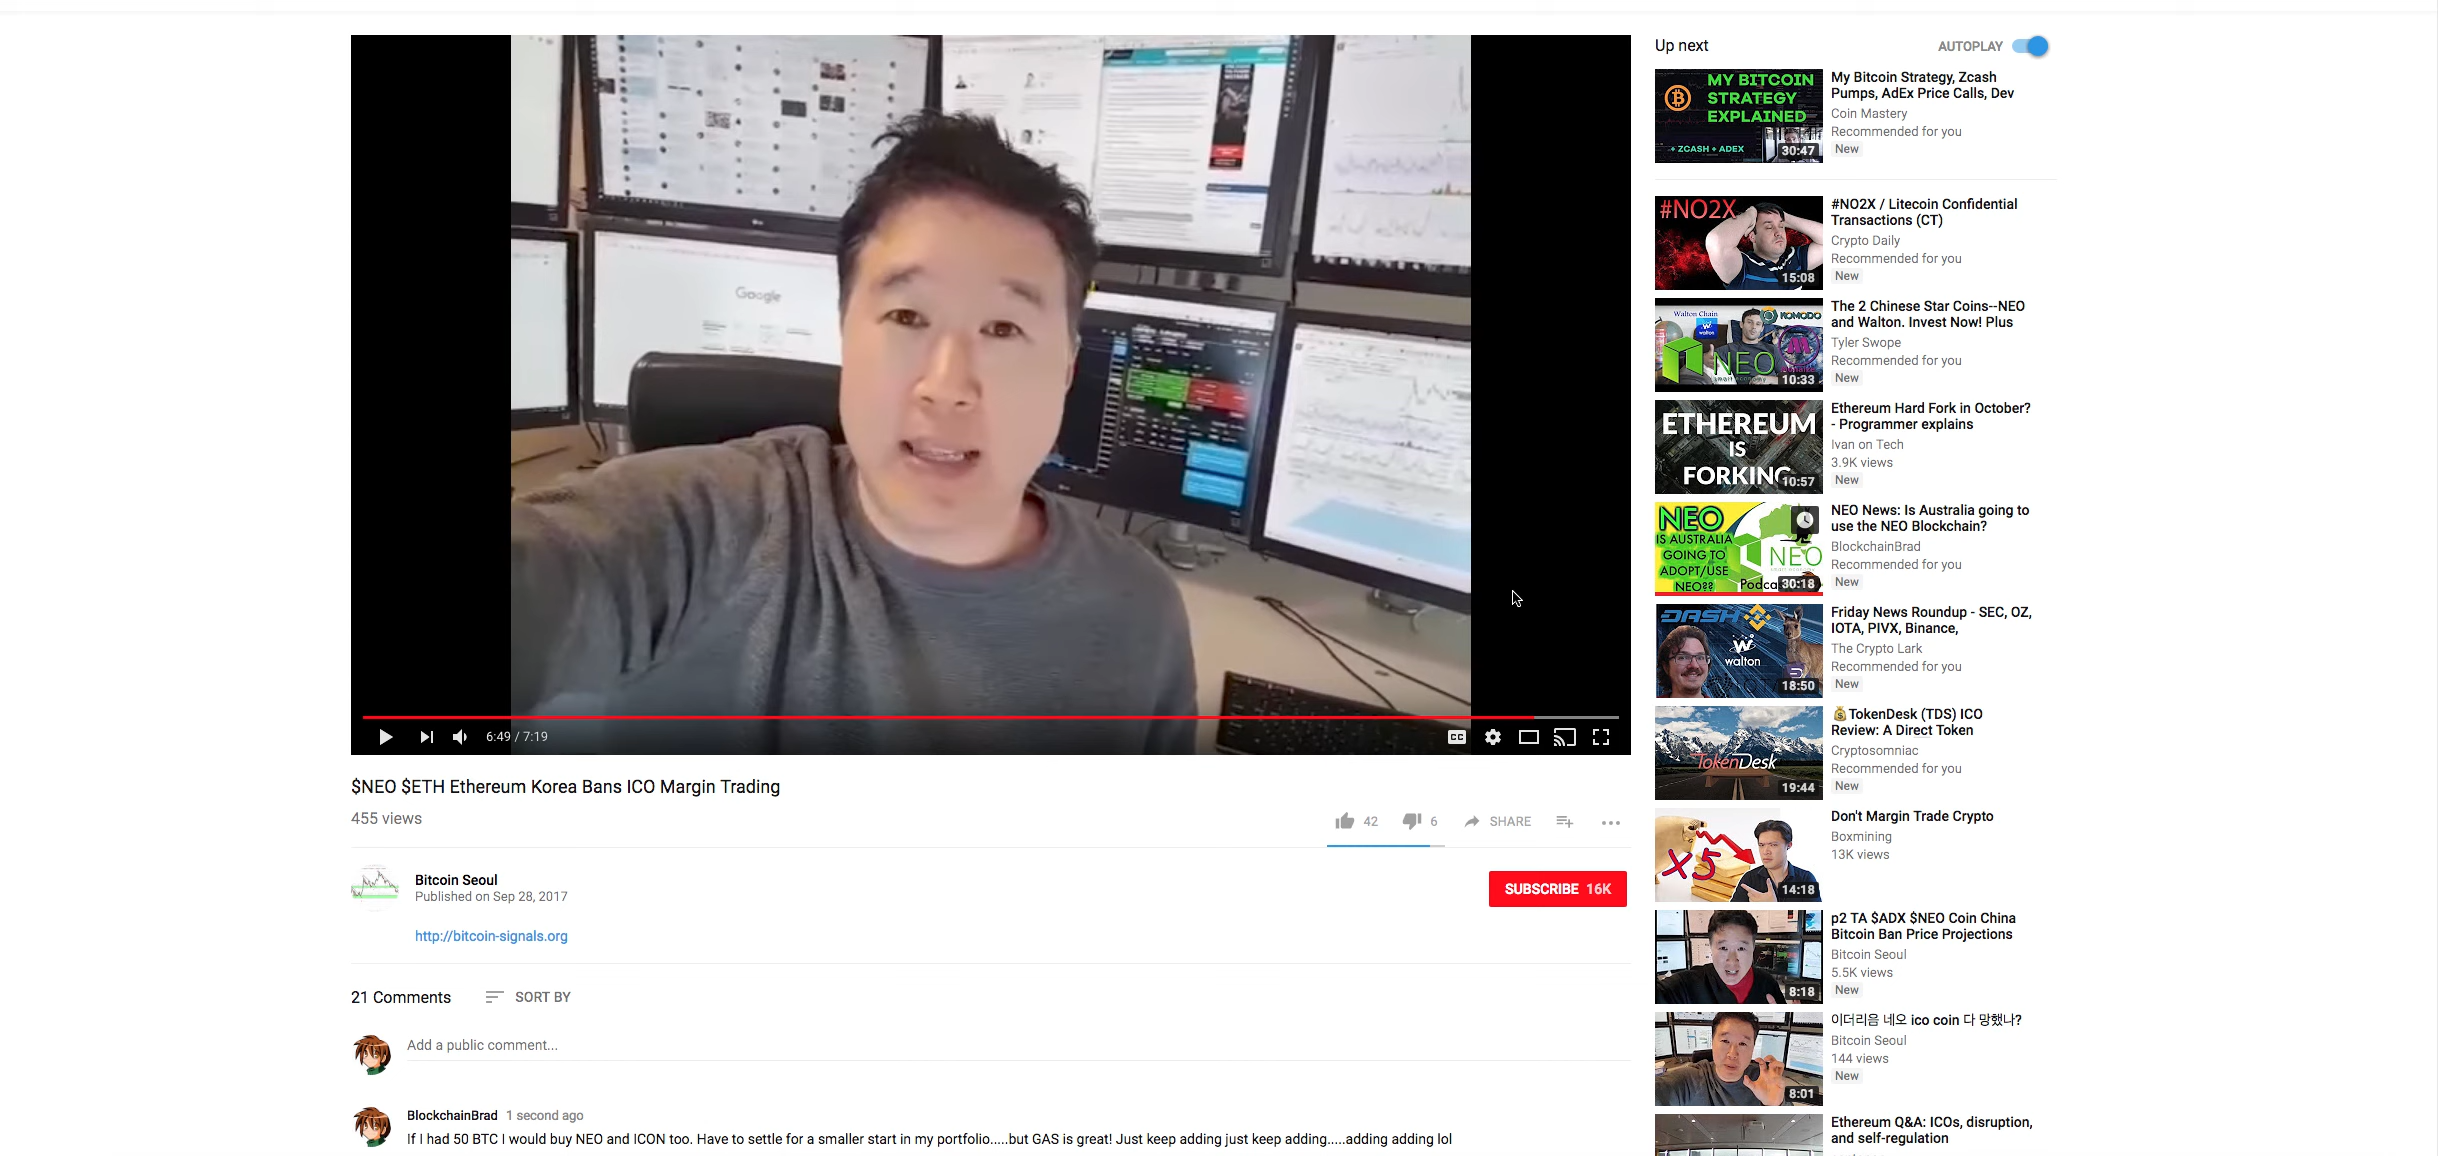 Google
6:49 / 7:19
CC
$NEO $ETH Ethereum Korea Bans ICO Margin Trading
455 views
42
6
SHARE
Bitcoin Seoul
Published on Sep 28, 2017
SUBSCRIBE 16K
http://bitcoin-signals.org
21 Comments
SORT BY
Add a public comment...
BlockchainBrad 1 second ago
If I had 50 BTC I would buy NEO and ICON too. Have to settle for a smaller start in my portfolio.....but GAS is great! Just keep adding just keep adding.....adding adding lol
Up next
AUTOPLAY
MY BITCOIN
STRATEGY
EXPLAINED
+ ZCASH + ADEX
30:47
My Bitcoin Strategy, Zcash
Pumps, AdEx Price Calls, Dev
Coin Mastery
Recommended for you
New
#NO2X
15:08
#NO2X / Litecoin Confidential
Transactions (CT)
Crypto Daily
Recommended for you
New
Walton Chain
walton
KOMODO
NEO
smart economy
10:33
The 2 Chinese Star Coins--NEO
and Walton. Invest Now! Plus
Tyler Swope
Recommended for you
New
ETHEREUM
IS
FORKING
10:57
Ethereum Hard Fork in October?
- Programmer explains
Ivan on Tech
3.9K views
New
NEO
IS AUSTRALIA
GOING TO
ADOPT/USE
NEO??
NEO
smart economy
Podca
30:18
NEO News: Is Australia going to
use the NEO Blockchain?
BlockchainBrad
Recommended for you
New
DASH
walton
18:50
Friday News Roundup - SEC, OZ,
IOTA, PIVX, Binance,
The Crypto Lark
Recommended for you
New
TokenDesk
19:44
💰TokenDesk (TDS) ICO
Review: A Direct Token
Cryptosomniac
Recommended for you
New
X5
14:18
Don't Margin Trade Crypto
Boxmining
13K views
8:18
p2 TA $ADX $NEO Coin China
Bitcoin Ban Price Projections
Bitcoin Seoul
5.5K views
New
8:01
이더리음 네오 ico coin 다 망했나?
Bitcoin Seoul
144 views
New
Ethereum Q&A: ICOs, disruption,
and self-regulation